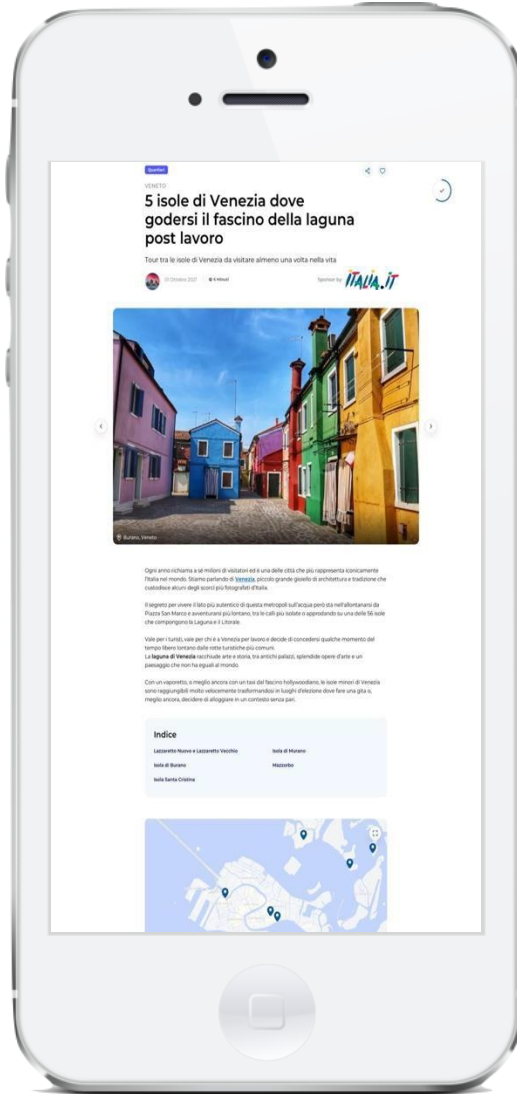 Quartieri
VENETO
5 isole di Venezia dove
godersi il fascino della laguna
post lavoro
Tour tra le isole di Venezia da visitare almeno una volta nella vita
01 Ottobre 2021
6 Minuti
Sponsor by
ITALIA.IT
Burano, Veneto
Ogni anno richiama a sé milioni di visitatori ed è una delle città che più rappresenta iconicamente
l'Italia nel mondo. Stiamo parlando di Venezia, piccolo grande gioiello di architettura e tradizione che
custodisce alcuni degli scorci più fotografati d'Italia.
Il segreto per vivere il lato più autentico di questa metropoli sull'acqua però sta nell'allontanarsi da
Piazza San Marco e avventurarsi più lontano, tra le calli più isolate o approdando su una delle 56 isole
che compongono la Laguna e il Litorale.
Vale per i turisti, vale per chi è a Venezia per lavoro e decide di concedersi qualche momento del
tempo libero lontano dalle rotte turistiche più comuni.
La laguna di Venezia racchiude arte e storia, tra antichi palazzi, splendide opere d'arte e un
paesaggio che non ha eguali al mondo.
Con un vaporetto, o meglio ancora con un taxi dal fascino hollywoodiano, le isole minori di Venezia
sono raggiungibili molto velocemente trasformandosi in luoghi d'elezione dove fare una gita o,
meglio ancora, decidere di alloggiare in un contesto senza pari.
Indice
Lazzaretto Nuovo e Lazzaretto Vecchio
Isola di Murano
Isola di Burano
Mazzorbo
Isola Santa Cristina